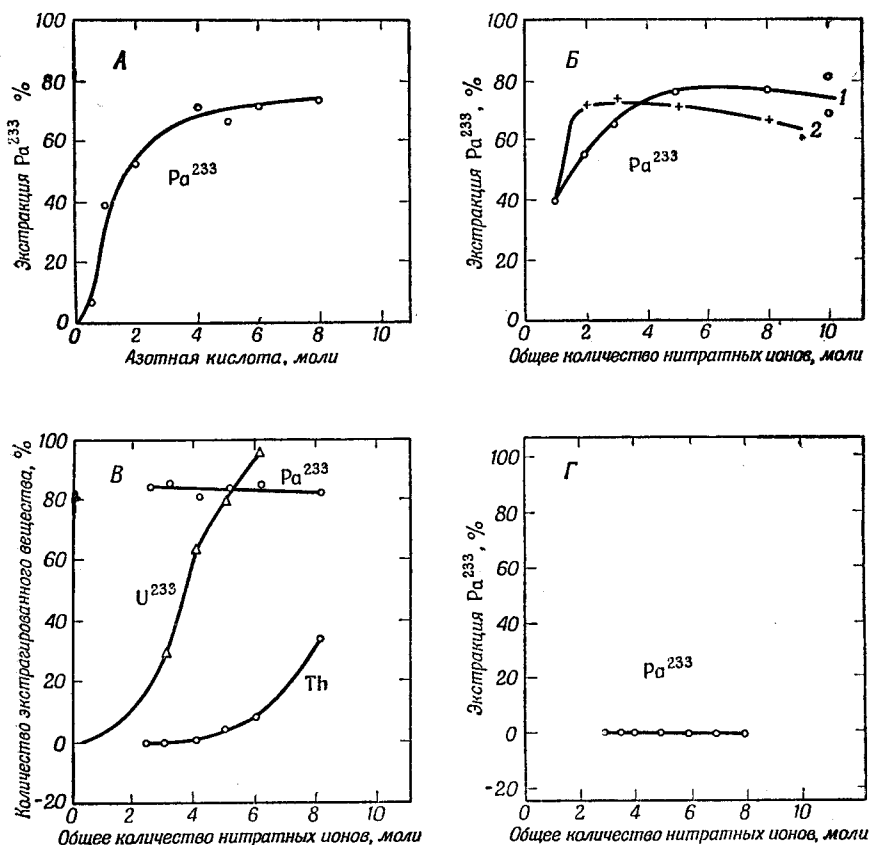 А
Экстракция Pa²³³ %
100
80
60
40
20
0
Pa²³³
0 2 4 6 8 10
Азотная кислота, моли
Б
Экстракция Pa²³³, %
100
80
60
40
20
0
1
2
Pa²³³
0 2 4 6 8 10
Общее количество нитратных ионов, моли
В
Количество экстрагированного вещества, %
100
80
60
40
20
0
-20
Pa²³³
U²³³
Th
0 2 4 6 8 10
Общее количество нитратных ионов, моли
Г
Экстракция Pa²³³, %
100
80
60
40
20
0
-20
Pa²³³
0 2 4 6 8 10
Общее количество нитратных ионов, моли